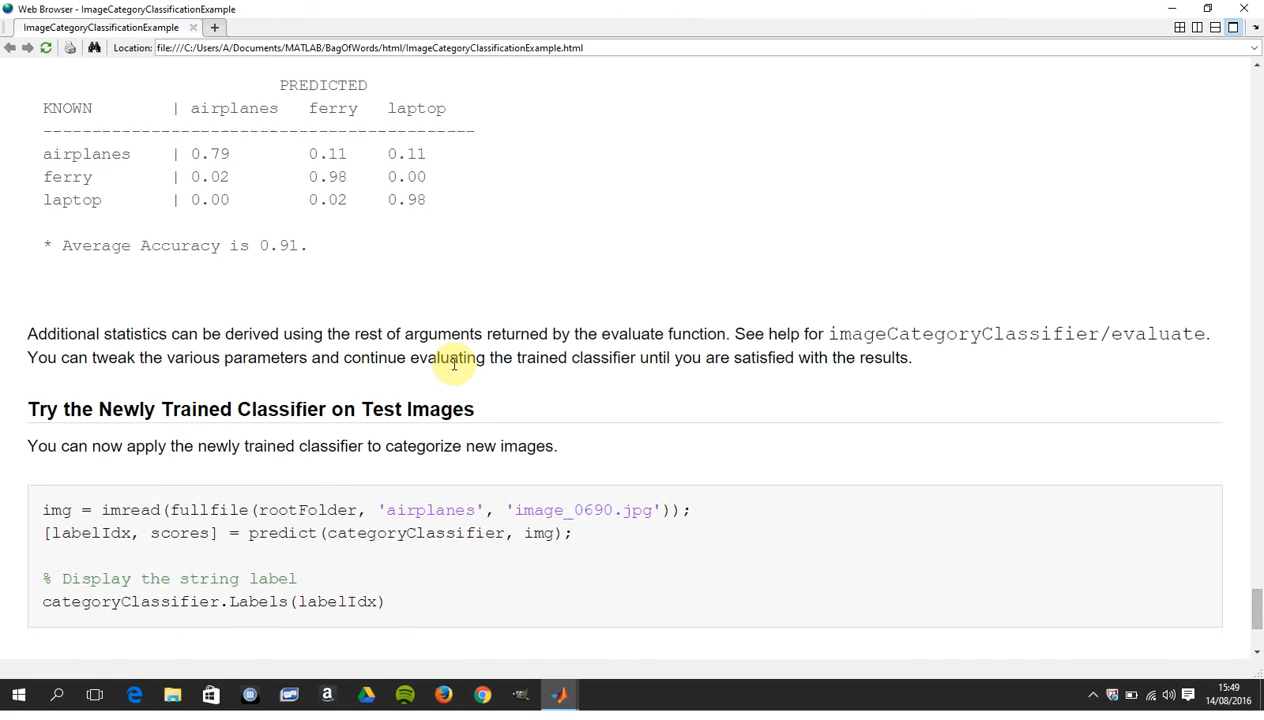 Web Browser - ImageCategoryClassificationExample
ImageCategoryClassificationExample
Location: file:///C:/Users/A/Documents/MATLAB/BagOfWords/html/ImageCategoryClassificationExample.html
PREDICTED
KNOWN | airplanes ferry laptop
--------------------------------------------
airplanes | 0.79 0.11 0.11
ferry | 0.02 0.98 0.00
laptop | 0.00 0.02 0.98
* Average Accuracy is 0.91.
Additional statistics can be derived using the rest of arguments returned by the evaluate function. See help for imageCategoryClassifier/evaluate.
You can tweak the various parameters and continue evaluating the trained classifier until you are satisfied with the results.
Try the Newly Trained Classifier on Test Images
You can now apply the newly trained classifier to categorize new images.
img = imread(fullfile(rootFolder, 'airplanes', 'image_0690.jpg'));
[labelIdx, scores] = predict(categoryClassifier, img);
% Display the string label
categoryClassifier.Labels(labelIdx)
15:49
14/08/2016